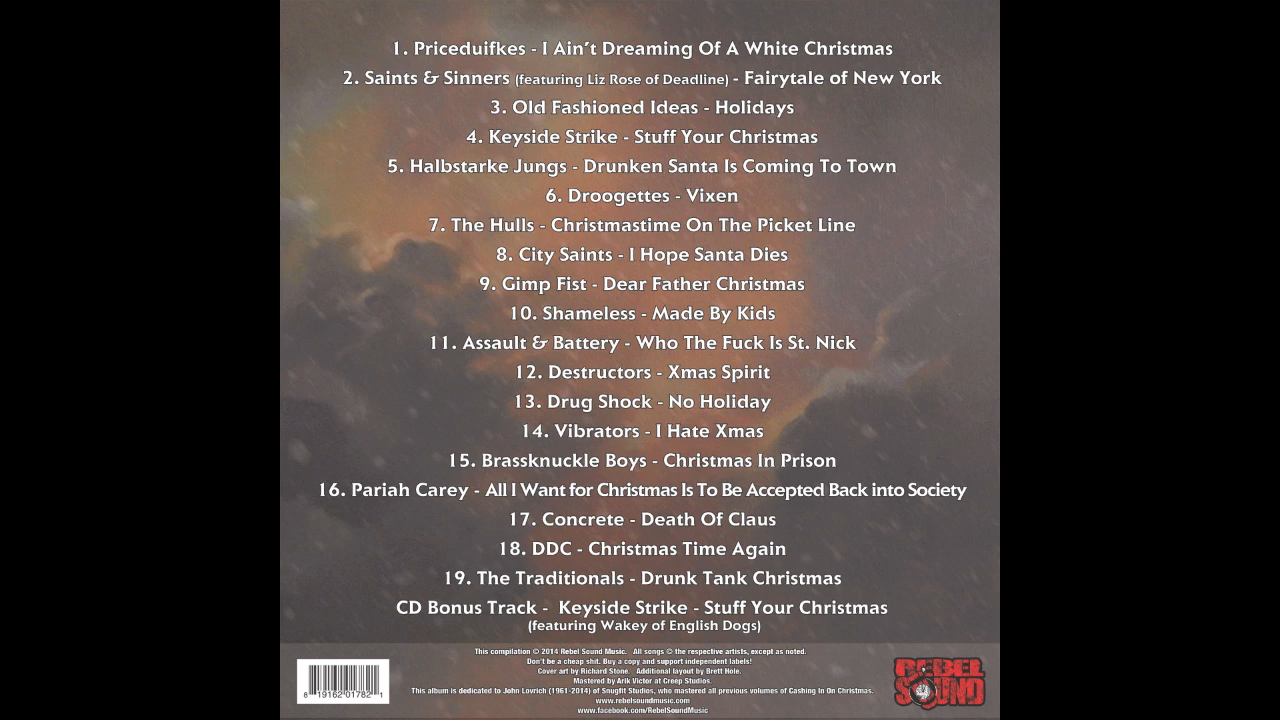 1. Priceduifkes - I Ain't Dreaming Of A White Christmas
2. Saints & Sinners (featuring Liz Rose of Deadline) - Fairytale of New York
3. Old Fashioned Ideas - Holidays
4. Keyside Strike - Stuff Your Christmas
5. Halbstarke Jungs - Drunken Santa Is Coming To Town
6. Droogettes - Vixen
7. The Hulls - Christmastime On The Picket Line
8. City Saints - I Hope Santa Dies
9. Gimp Fist - Dear Father Christmas
10. Shameless - Made By Kids
11. Assault & Battery - Who The Fuck Is St. Nick
12. Destructors - Xmas Spirit
13. Drug Shock - No Holiday
14. Vibrators - I Hate Xmas
15. Brassknuckle Boys - Christmas In Prison
16. Pariah Carey - All I Want for Christmas Is To Be Accepted Back into Society
17. Concrete - Death Of Claus
18. DDC - Christmas Time Again
19. The Traditionals - Drunk Tank Christmas
CD Bonus Track - Keyside Strike - Stuff Your Christmas
(featuring Wakey of English Dogs)
This compilation © 2014 Rebel Sound Music. All songs © the respective artists, except as noted.
Don't be a cheap shit. Buy a copy and support independent labels!
Cover art by Richard Stone. Additional layout by Brett Hole.
Mastered by Arik Victor at Creep Studios.
This album is dedicated to John Lovrich (1961-2014) of Snugfit Studios, who mastered all previous volumes of Cashing In On Christmas.
www.rebelsoundmusic.com
www.facebook.com/RebelSoundMusic
8 19162 01782 1
REBEL
SOUND